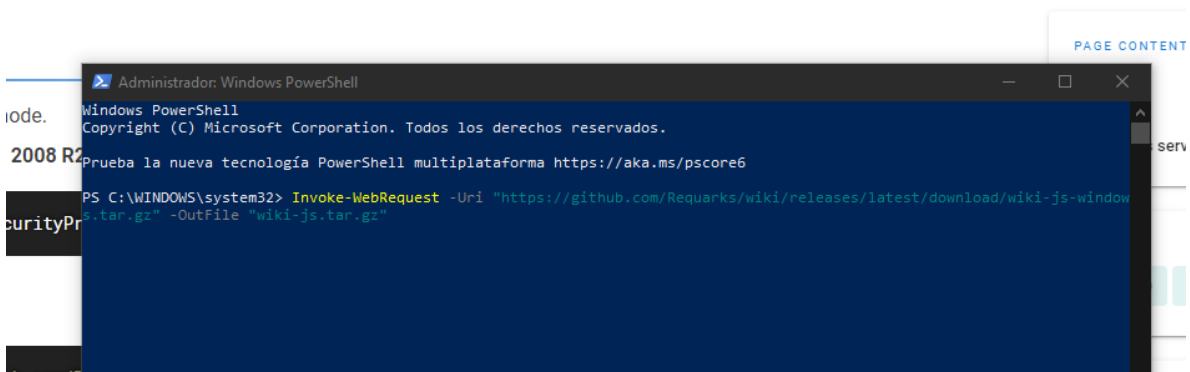 PAGE CONTENT
Administrador: Windows PowerShell
Windows PowerShell
Copyright (C) Microsoft Corporation. Todos los derechos reservados.
Prueba la nueva tecnología PowerShell multiplataforma https://aka.ms/pscore6
PS C:\WINDOWS\system32> Invoke-WebRequest -Uri "https://github.com/Requarks/wiki/releases/latest/download/wiki-js-window
s.tar.gz" -OutFile "wiki-js.tar.gz"
node.
2008 R2
serv
curityPr